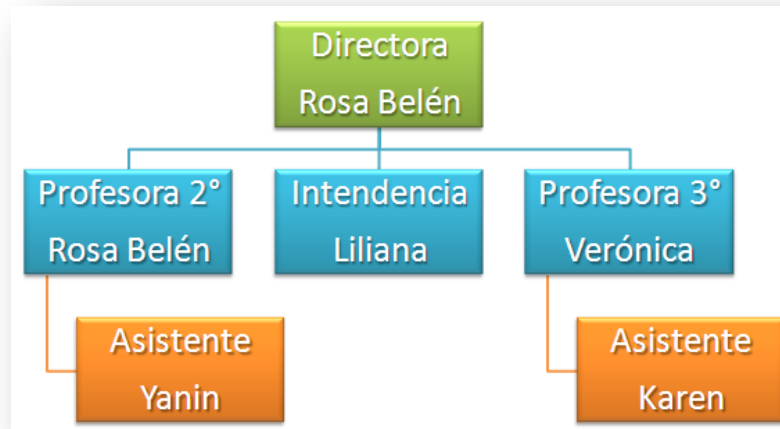 Directora
Rosa Belén
Profesora 2°
Rosa Belén
Intendencia
Liliana
Profesora 3°
Verónica
Asistente
Yanin
Asistente
Karen